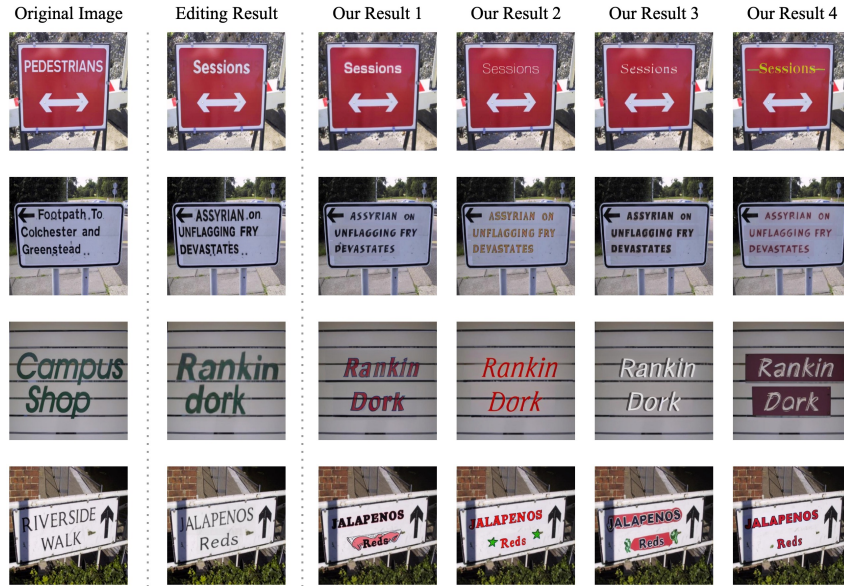 Original Image Editing Result Our Result 1 Our Result 2 Our Result 3 Our Result 4
PEDESTRIANS Sessions Sessions Sessions Sessions Sessions
Footpath To
Colchester and
Greenstead
ASSYRIAN on
UNFLAGGING FRY
DEVASTATES
ASSYRIAN ON
UNFLAGGING FRY
DEVASTATES
ASSYRIAN ON
UNFLAGGING FRY
DEVASTATES
ASSYRIAN ON
UNFLAGGING FRY
DEVASTATES
ASSYRIAN ON
UNFLAGGING FRY
DEVASTATES
Campus
Shop
Rankin
dork
Rankin
Dork
Rankin
Dork
Rankin
Dork
Rankin
Dork
RIVERSIDE
WALK
JALAPENOS
Reds
JALAPENOS
Reds
JALAPENOS
Reds
JALAPENOS
Reds
JALAPENOS
Reds